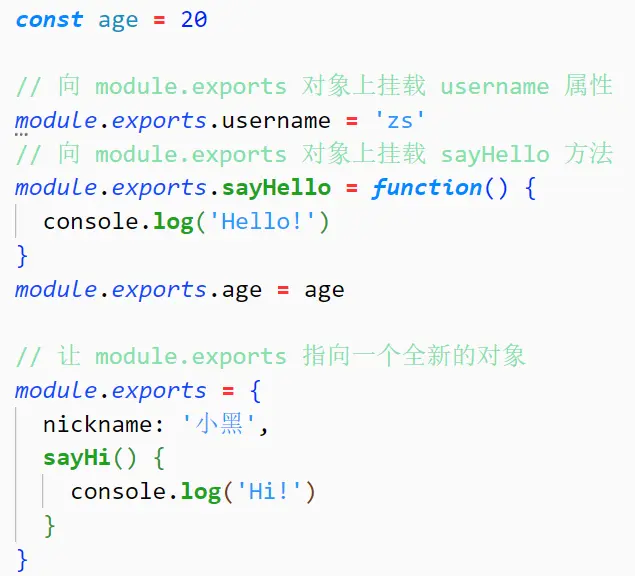 const age = 20
// 向 module.exports 对象上挂载 username 属性
module.exports.username = 'zs'
// 向 module.exports 对象上挂载 sayHello 方法
module.exports.sayHello = function() {
  console.log('Hello!')
}
module.exports.age = age
// 让 module.exports 指向一个全新的对象
module.exports = {
  nickname: '小黑',
  sayHi() {
    console.log('Hi!')
  }
}